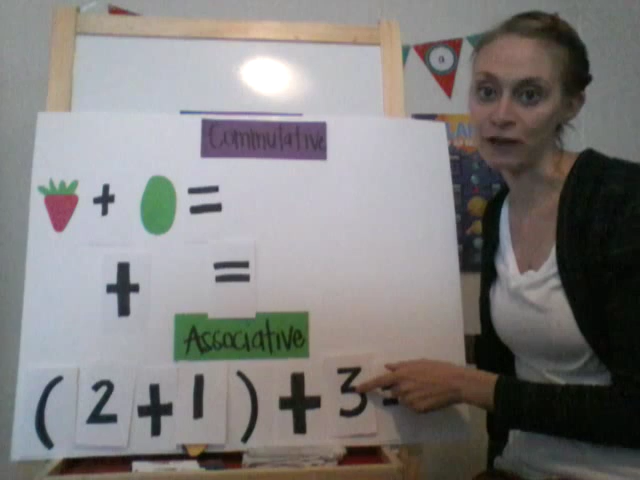 Commutative
+ =
+ =
Associative
(2+1)+3